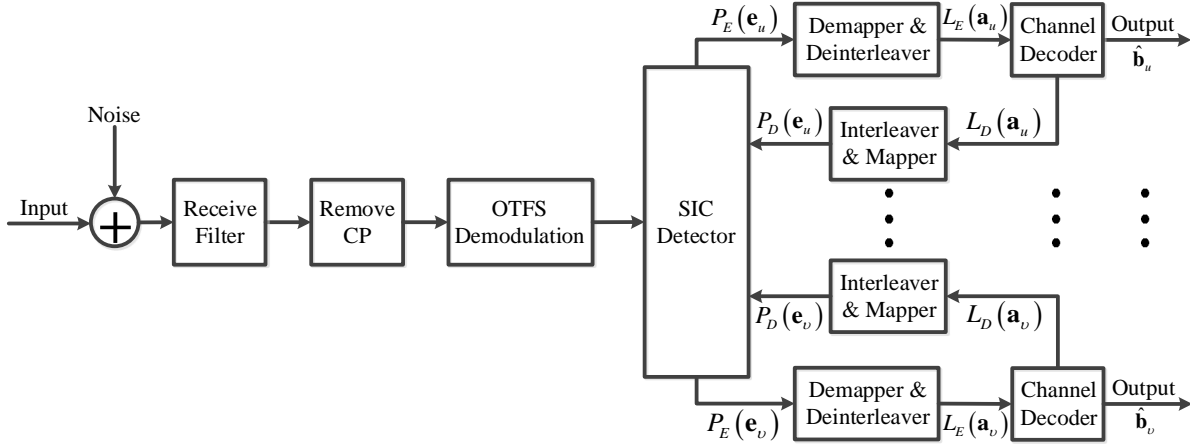 Noise
Input
+
Receive
Filter
Remove
CP
OTFS
Demodulation
SIC
Detector
P_E(e_u)
Demapper &
Deinterleaver
L_E(a_u)
Channel
Decoder
Output
b̂_u
P_D(e_u)
Interleaver
& Mapper
L_D(a_u)
Interleaver
& Mapper
P_D(e_υ)
L_D(a_υ)
P_E(e_υ)
Demapper &
Deinterleaver
L_E(a_υ)
Channel
Decoder
Output
b̂_υ